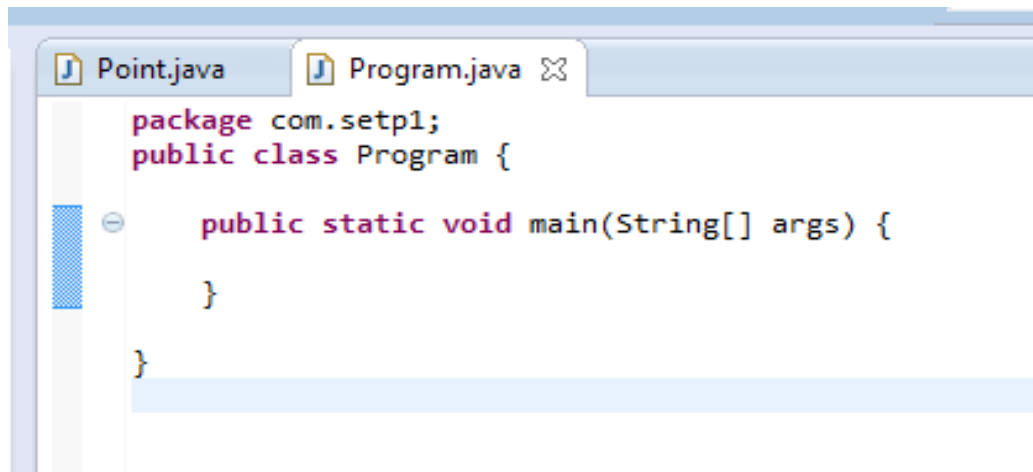 Point.java Program.java
package com.setp1;
public class Program {
public static void main(String[] args) {
}
}